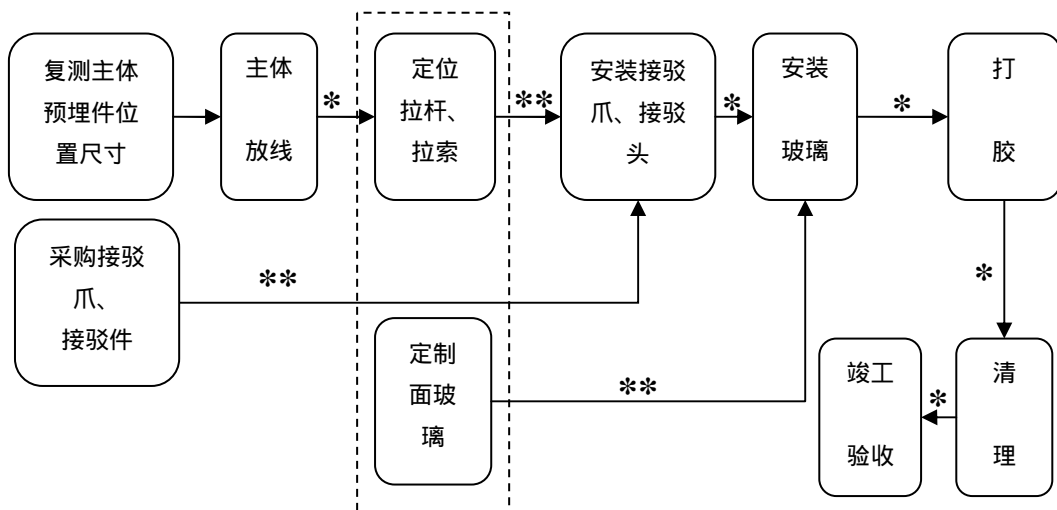 复测主体
预埋件位
置尺寸
主体
放线
*
定位
拉杆、
拉索
**
安装接驳
爪、接驳
头
*
安装
玻璃
*
打
胶
采购接驳
爪、
接驳件
**
*
定制
面玻
璃
**
竣工
验收
*
清
理